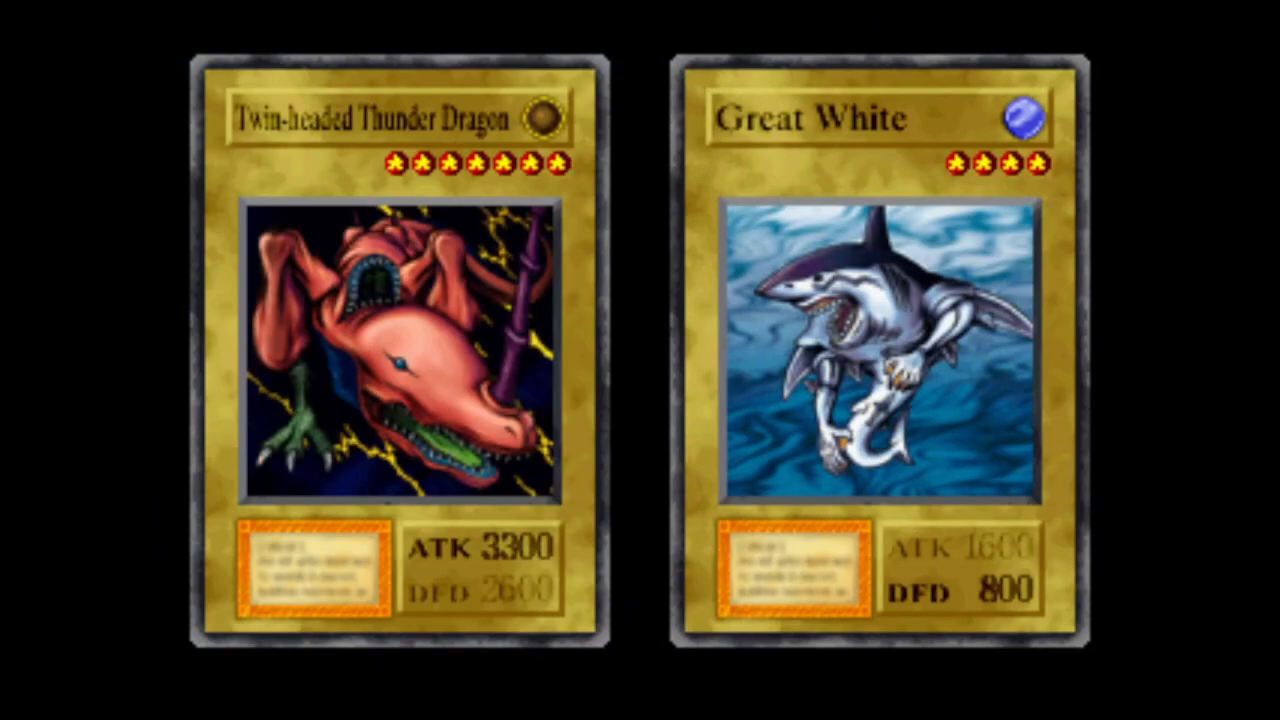 Twin-headed Thunder Dragon
ATK 3300
DFD 2600
Great White
ATK 1600
DFD 800